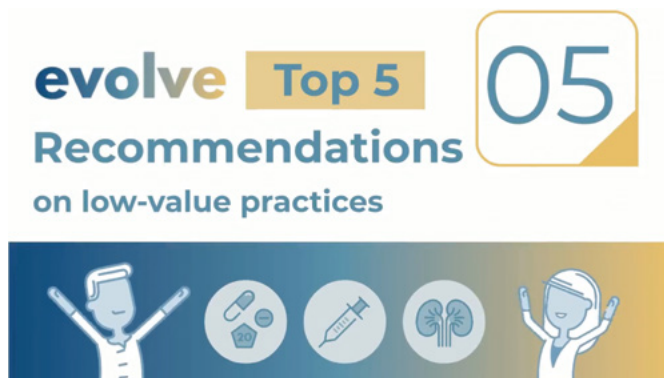 evolve Top 5
05
Recommendations
on low-value practices
20